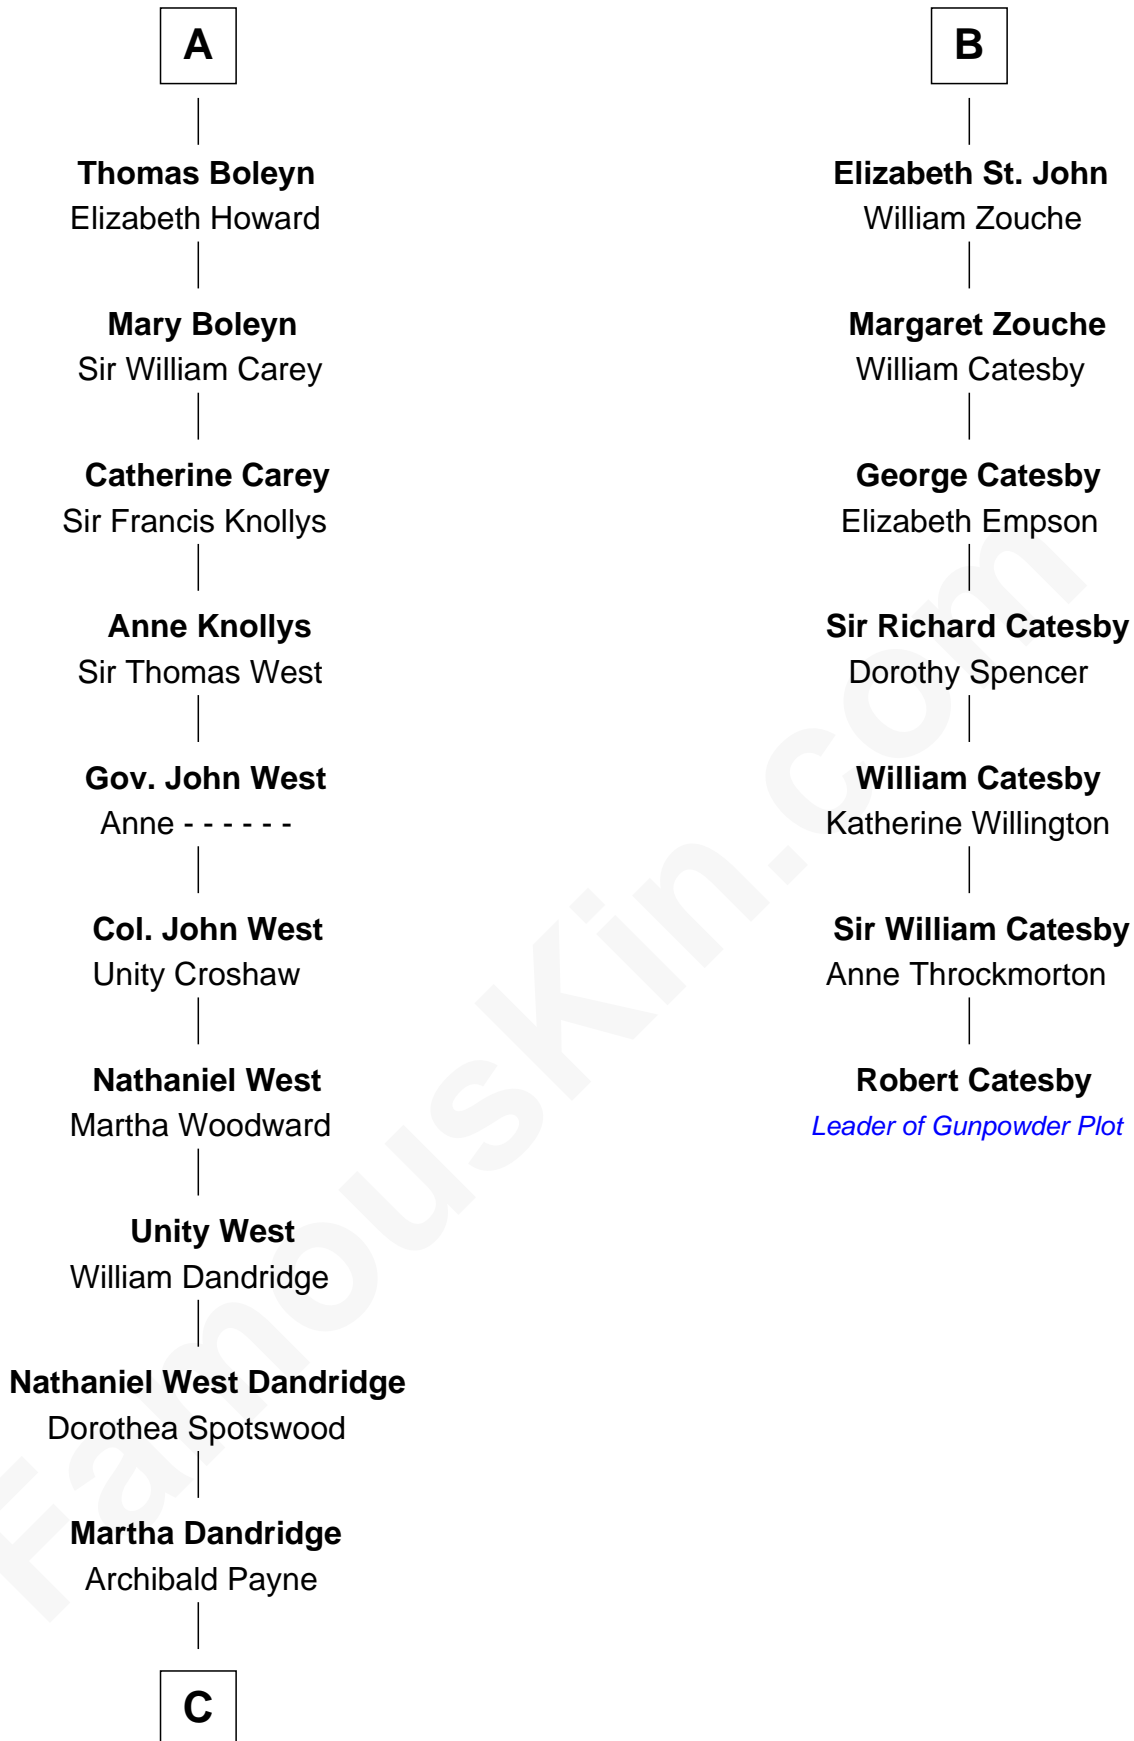 A
Thomas Boleyn
Elizabeth Howard
Mary Boleyn
Sir William Carey
Catherine Carey
Sir Francis Knollys
Anne Knollys
Sir Thomas West
Gov. John West
Anne - - - - - -
Col. John West
Unity Croshaw
Nathaniel West
Martha Woodward
Unity West
William Dandridge
Nathaniel West Dandridge
Dorothea Spotswood
Martha Dandridge
Archibald Payne
C
B
Elizabeth St. John
William Zouche
Margaret Zouche
William Catesby
George Catesby
Elizabeth Empson
Sir Richard Catesby
Dorothy Spencer
William Catesby
Katherine Willington
Sir William Catesby
Anne Throckmorton
Robert Catesby
Leader of Gunpowder Plot
FamousKin.com